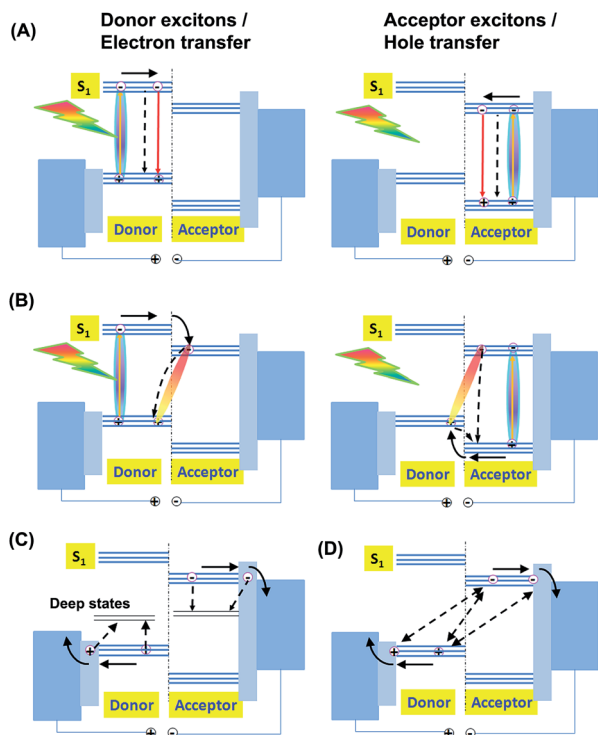 Donor excitons /
Electron transfer
Acceptor excitons /
Hole transfer
(A)
S1
Donor
Acceptor
+
-
S1
Donor
Acceptor
+
-
(B)
S1
Donor
Acceptor
+
-
S1
Donor
Acceptor
+
-
(C)
S1
Deep states
Donor
Acceptor
+
-
(D)
S1
Donor
Acceptor
+
-